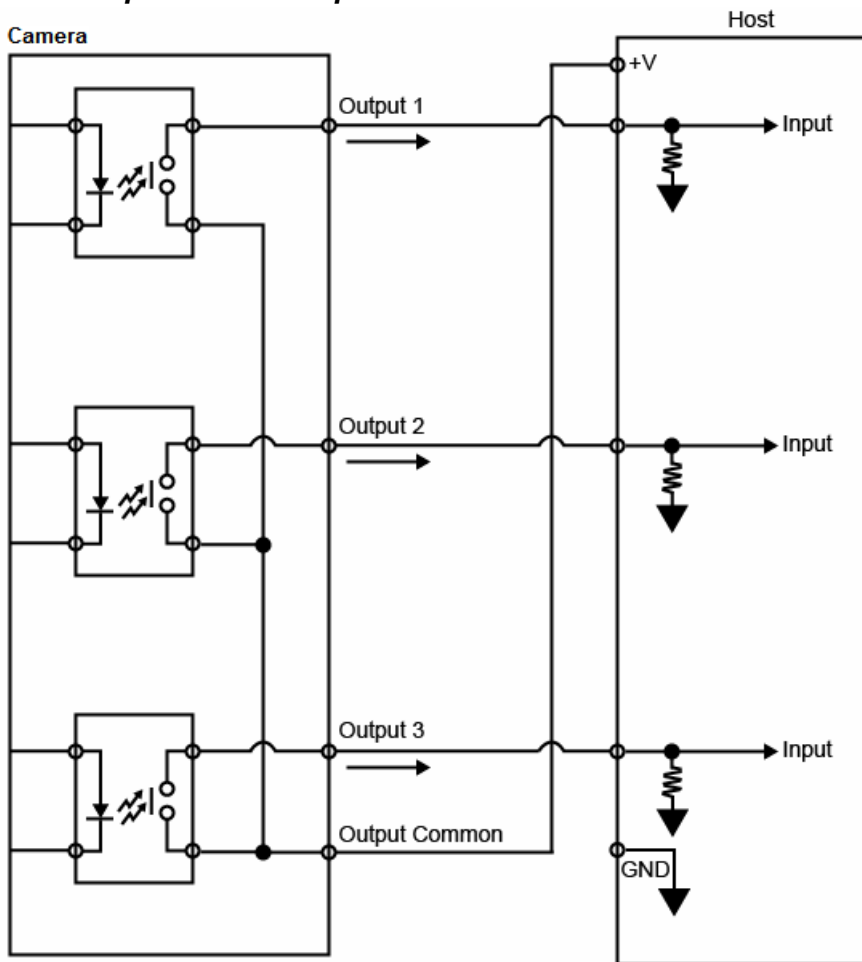 Host
Camera
+V
Output 1
Input
Output 2
Input
Output 3
Input
Output Common
GND